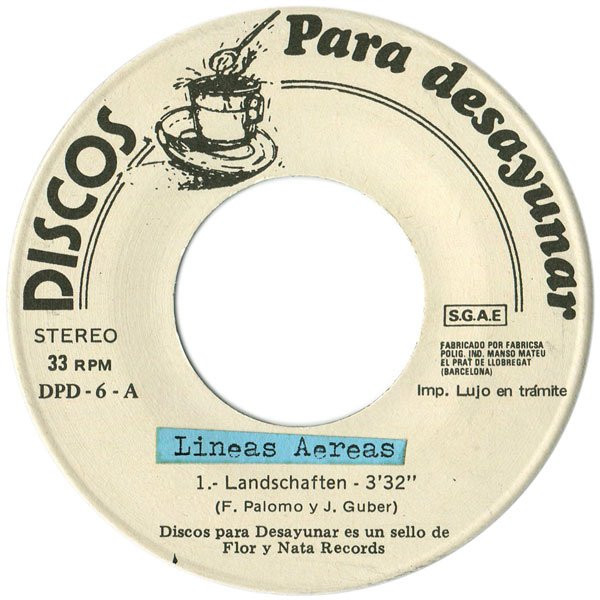 DISCOS
Para desayunar
STEREO
33 RPM
DPD - 6 - A
S.G.A.E
FABRICADO POR FABRICSA
POLIG. IND. MANSO MATEU
EL PRAT DE LLOBREGAT
(BARCELONA)
Imp. Lujo en trámite
Lineas Aereas
1.- Landschaften - 3'32"
(F. Palomo y J. Guber)
Discos para Desayunar es un sello de
Flor y Nata Records